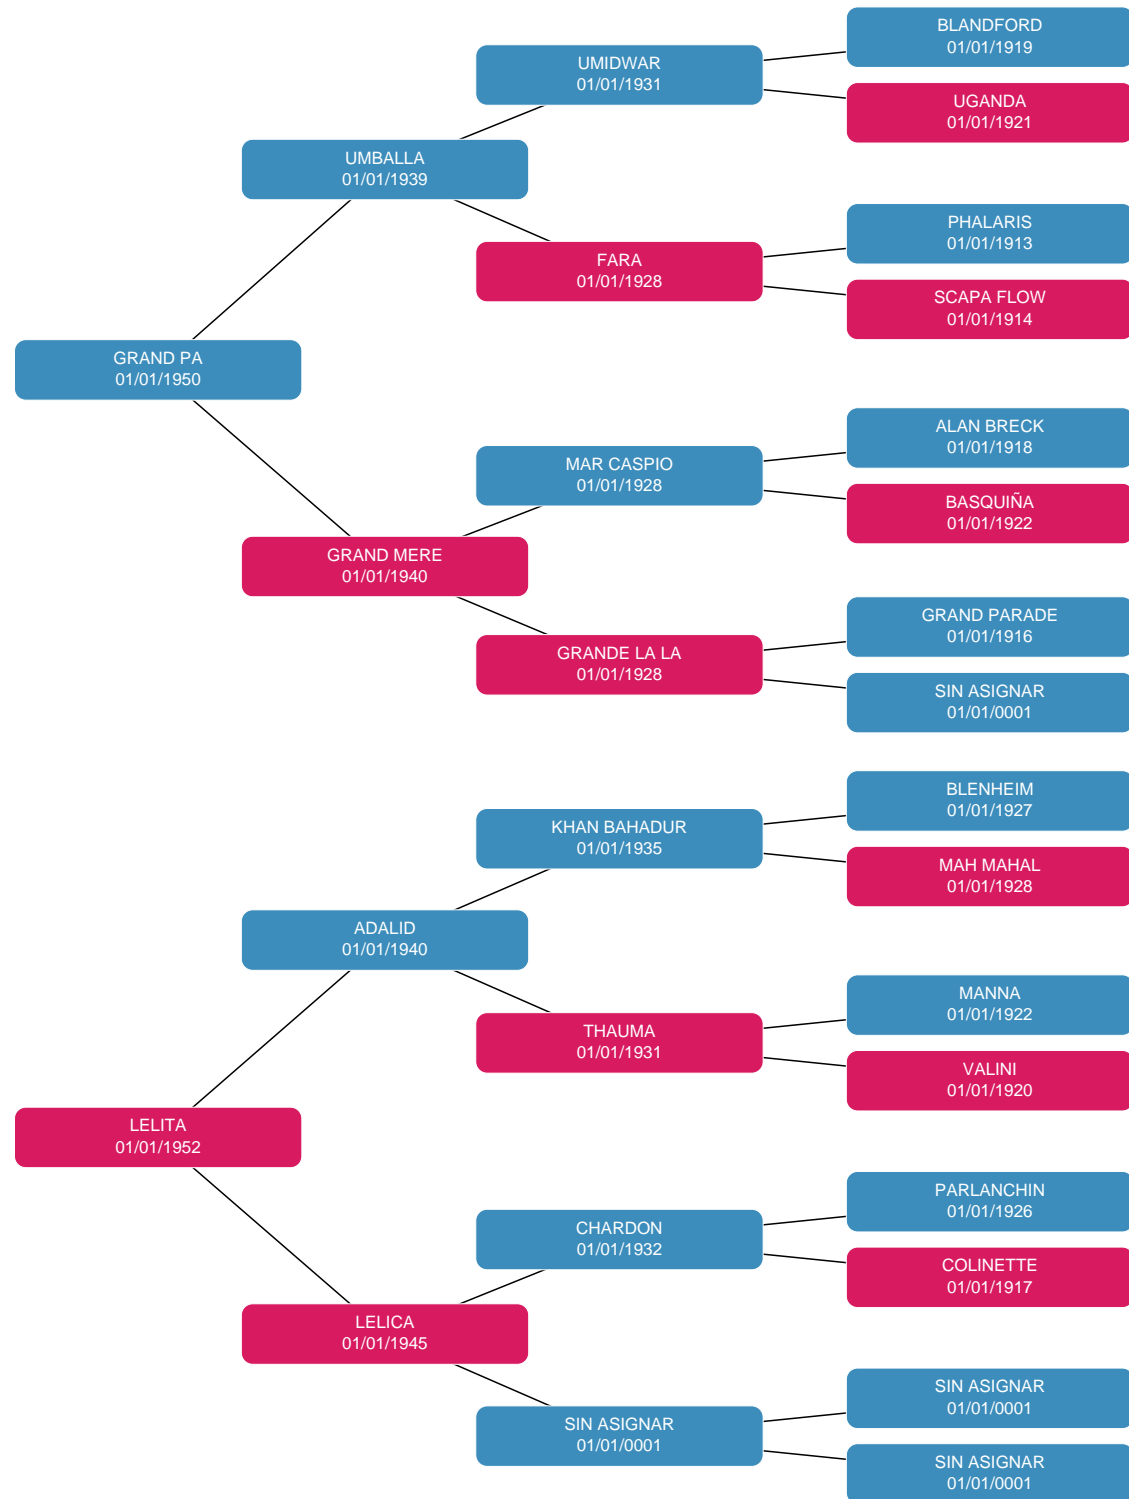 BLANDFORD
01/01/1919
UMIDWAR
01/01/1931
UGANDA
01/01/1921
UMBALLA
01/01/1939
PHALARIS
01/01/1913
FARA
01/01/1928
SCAPA FLOW
01/01/1914
GRAND PA
01/01/1950
ALAN BRECK
01/01/1918
MAR CASPIO
01/01/1928
BASQUIÑA
01/01/1922
GRAND MERE
01/01/1940
GRAND PARADE
01/01/1916
GRANDE LA LA
01/01/1928
SIN ASIGNAR
01/01/0001
BLENHEIM
01/01/1927
KHAN BAHADUR
01/01/1935
MAH MAHAL
01/01/1928
ADALID
01/01/1940
MANNA
01/01/1922
THAUMA
01/01/1931
VALINI
01/01/1920
LELITA
01/01/1952
PARLANCHIN
01/01/1926
CHARDON
01/01/1932
COLINETTE
01/01/1917
LELICA
01/01/1945
SIN ASIGNAR
01/01/0001
SIN ASIGNAR
01/01/0001
SIN ASIGNAR
01/01/0001